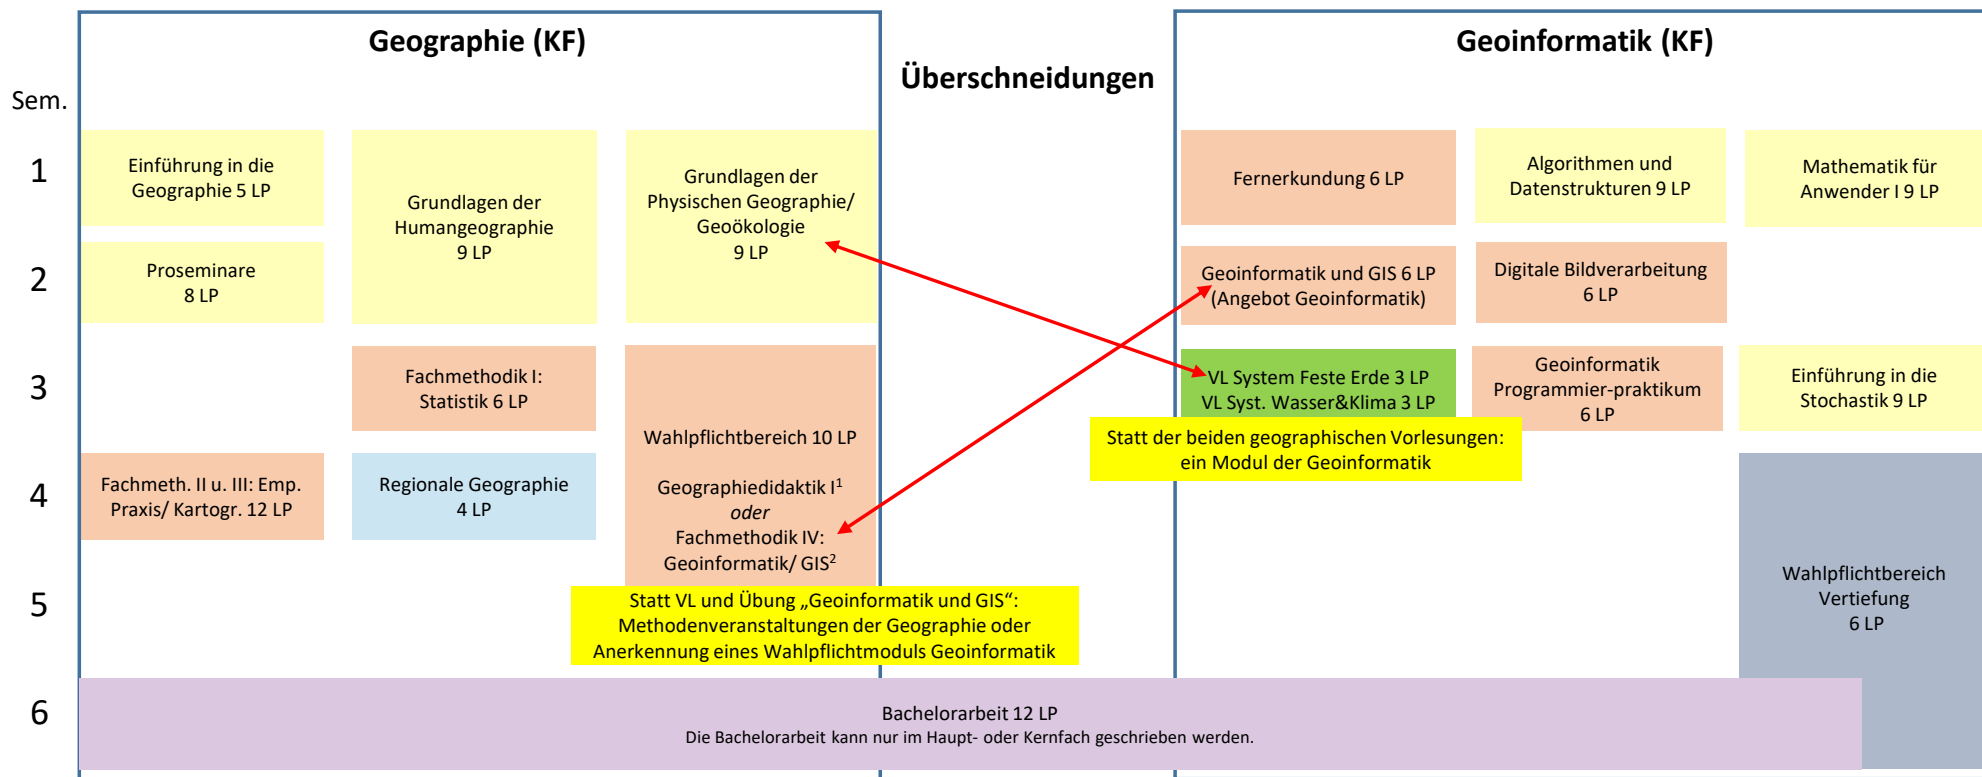 Geographie (KF)
Überschneidungen
Geoinformatik (KF)
Sem.
1
Einführung in die
Geographie 5 LP
Grundlagen der
Humangeographie
9 LP
Grundlagen der
Physischen Geographie/
Geoökologie
9 LP
Fernerkundung 6 LP
Algorithmen und
Datenstrukturen 9 LP
Mathematik für
Anwender I 9 LP
2
Proseminare
8 LP
Geoinformatik und GIS 6 LP
(Angebot Geoinformatik)
Digitale Bildverarbeitung
6 LP
3
Fachmethodik I:
Statistik 6 LP
Wahlpflichtbereich 10 LP
Geographiedidaktik I¹
oder
Fachmethodik IV:
Geoinformatik/ GIS²
VL System Feste Erde 3 LP
VL Syst. Wasser&Klima 3 LP
Geoinformatik
Programmier-praktikum
6 LP
Einführung in die
Stochastik 9 LP
Statt der beiden geographischen Vorlesungen:
ein Modul der Geoinformatik
4
Fachmeth. II u. III: Emp.
Praxis/ Kartogr. 12 LP
Regionale Geographie
4 LP
5
Statt VL und Übung „Geoinformatik und GIS“:
Methodenveranstaltungen der Geographie oder
Anerkennung eines Wahlpflichtmoduls Geoinformatik
Wahlpflichtbereich
Vertiefung
6 LP
6
Bachelorarbeit 12 LP
Die Bachelorarbeit kann nur im Haupt- oder Kernfach geschrieben werden.